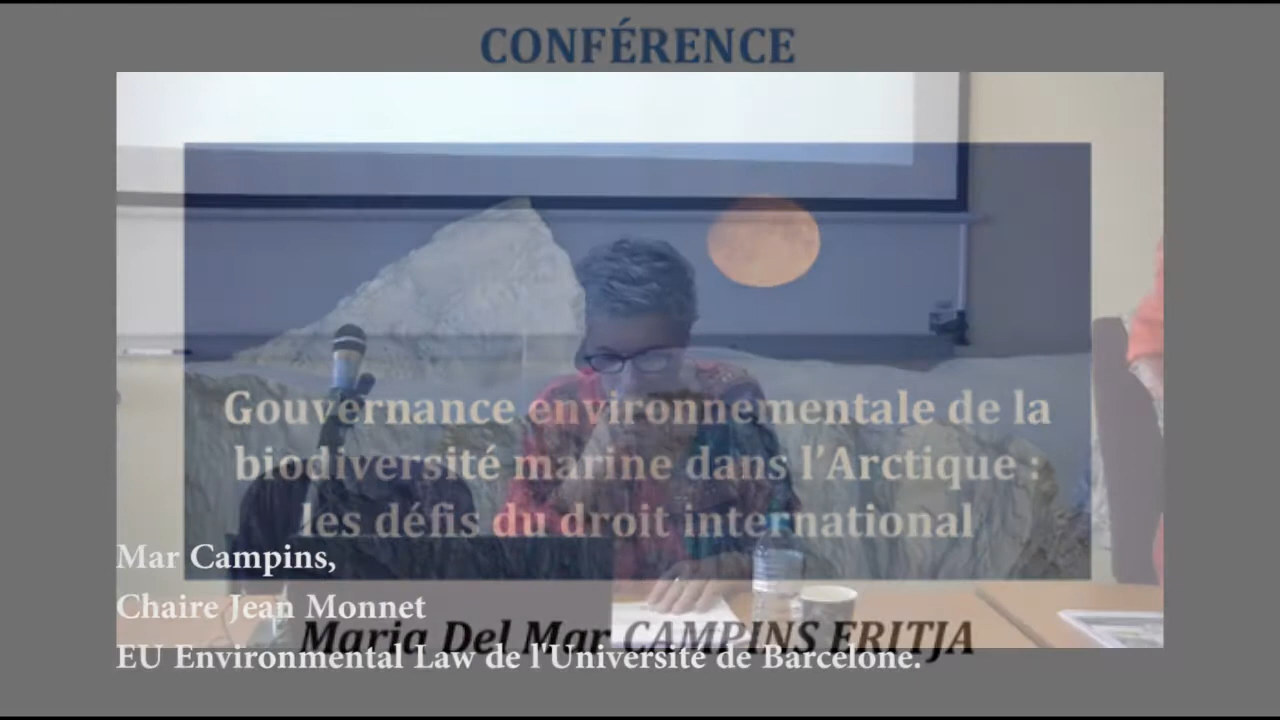 CONFÉRENCE
Gouvernance environnementale de la
biodiversité marine dans l'Arctique :
les défis du droit international
Mar Campins,
Chaire Jean Monnet
Maria Del Mar CAMPINS ERITJA
EU Environmental Law de l'Université de Barcelone.